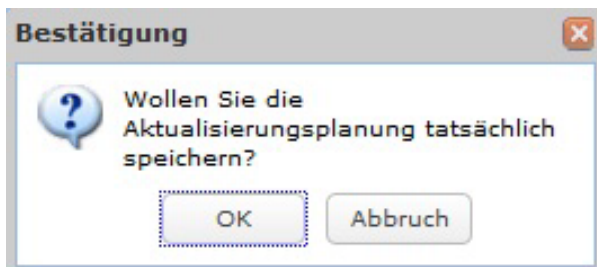 Bestätigung
Wollen Sie die
Aktualisierungsplanung tatsächlich
speichern?
OK
Abbruch